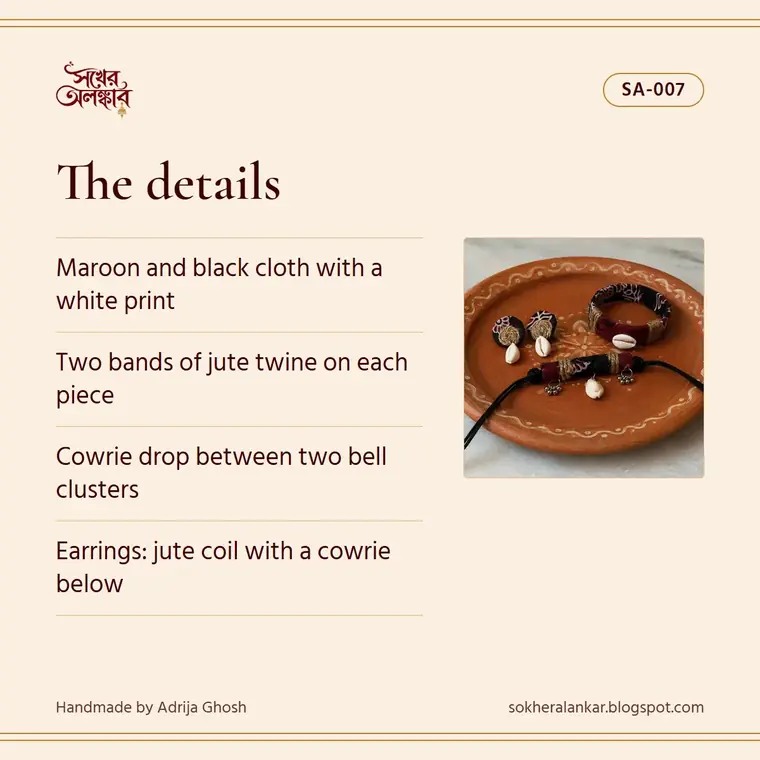 সখের
অলঙ্কার
SA-007
The details
Maroon and black cloth with a
white print
Two bands of jute twine on each
piece
Cowrie drop between two bell
clusters
Earrings: jute coil with a cowrie
below
Handmade by Adrija Ghosh
sokheralankar.blogspot.com